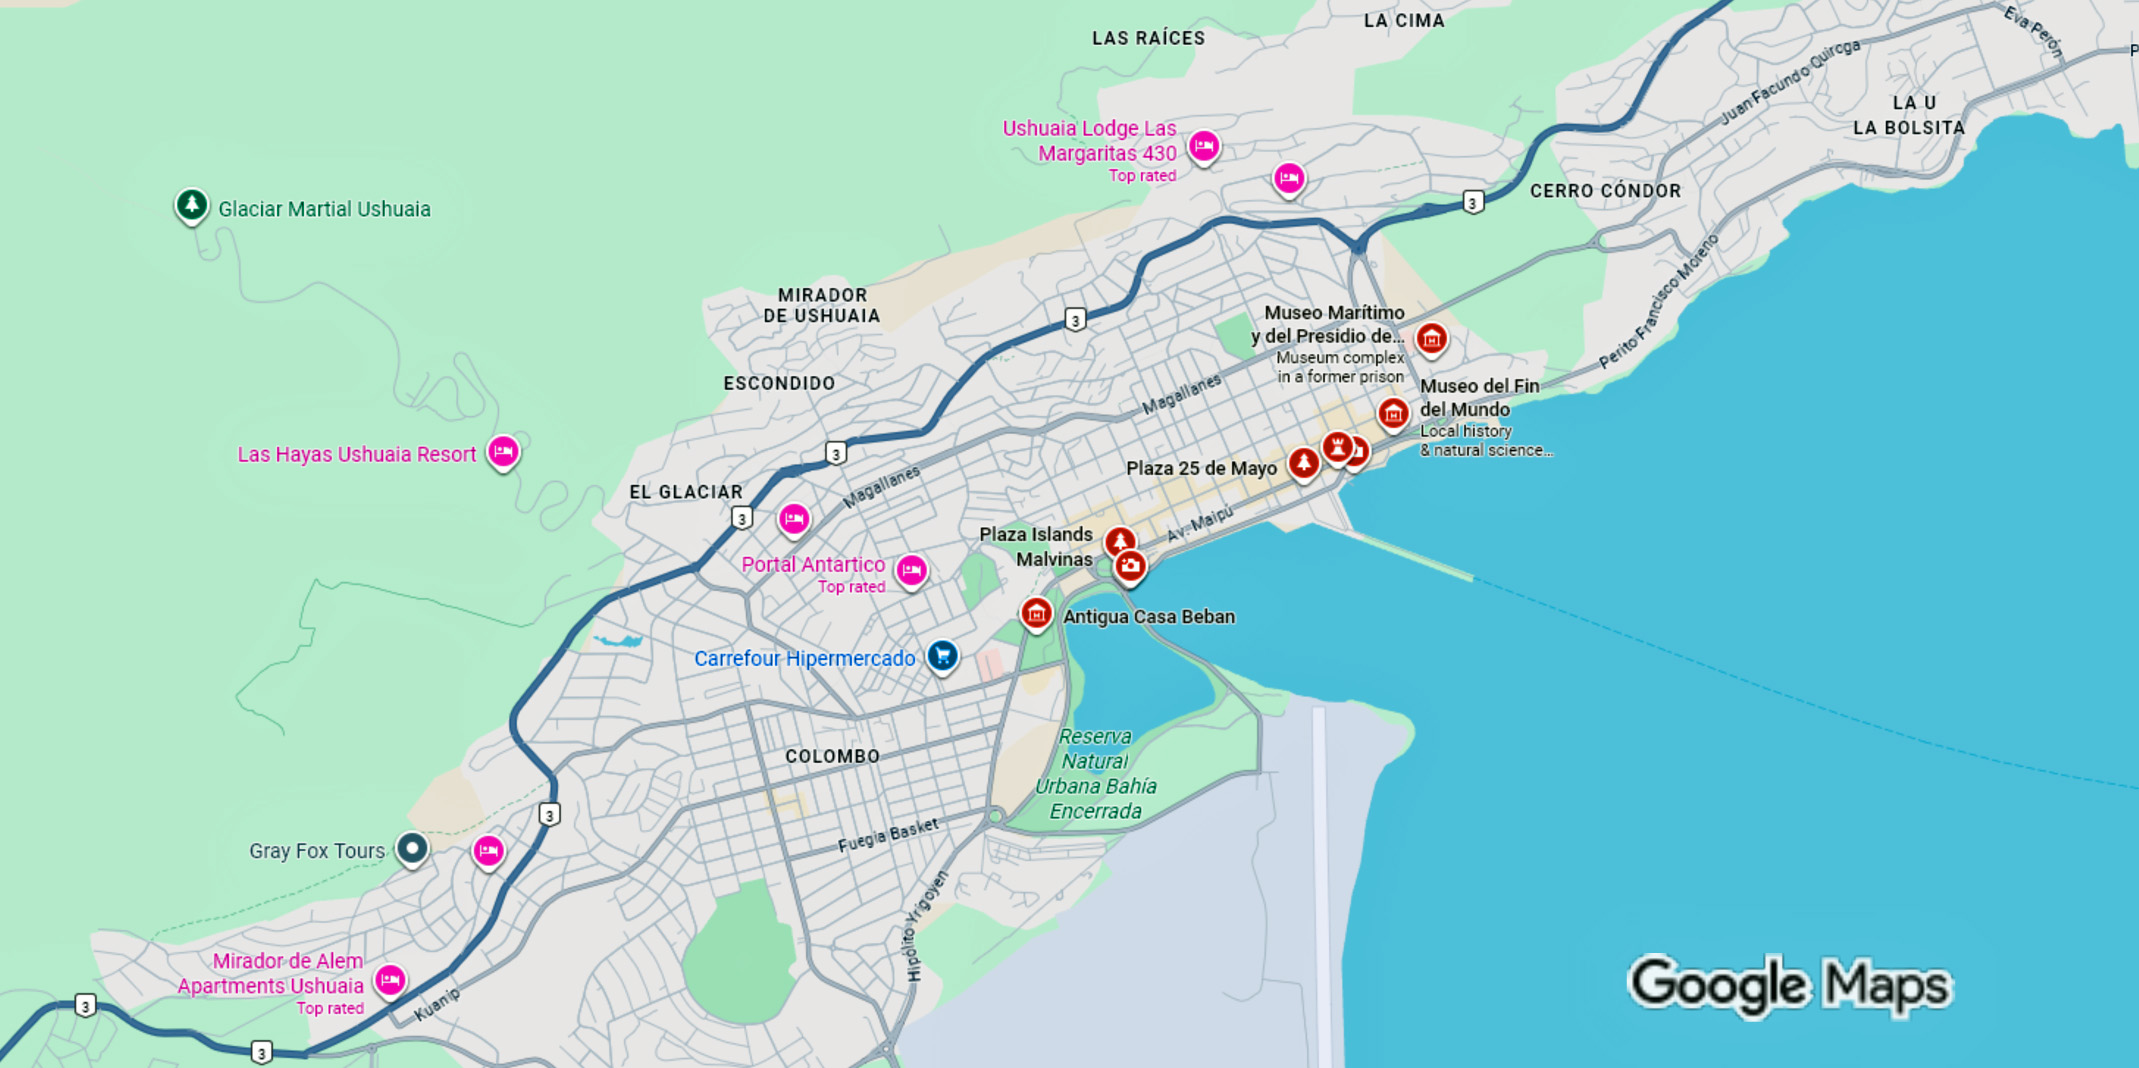 LA CIMA
LAS RAÍCES
Eva Perón
Juan Facundo Quiroga
P
LA U
LA BOLSITA
Ushuaia Lodge Las
Margaritas 430
Top rated
CERRO CÓNDOR
3
Glaciar Martial Ushuaia
Perito Francisco Moreno
MIRADOR
DE USHUAIA
3
Museo Marítimo
y del Presidio de...
Museum complex
in a former prison
ESCONDIDO
Magallanes
Museo del Fin
del Mundo
Local history
& natural science...
Las Hayas Ushuaia Resort
3
Plaza 25 de Mayo
EL GLACIAR
Magallanes
3
Av. Maipú
Plaza Islands
Malvinas
Portal Antartico
Top rated
Antigua Casa Beban
Carrefour Hipermercado
COLOMBO
Reserva
Natural
Urbana Bahía
Encerrada
3
Fuegia Basket
Gray Fox Tours
Hipólito Yrigoyen
Mirador de Alem
Apartments Ushuaia
Top rated
Kuanip
3
3
Google Maps